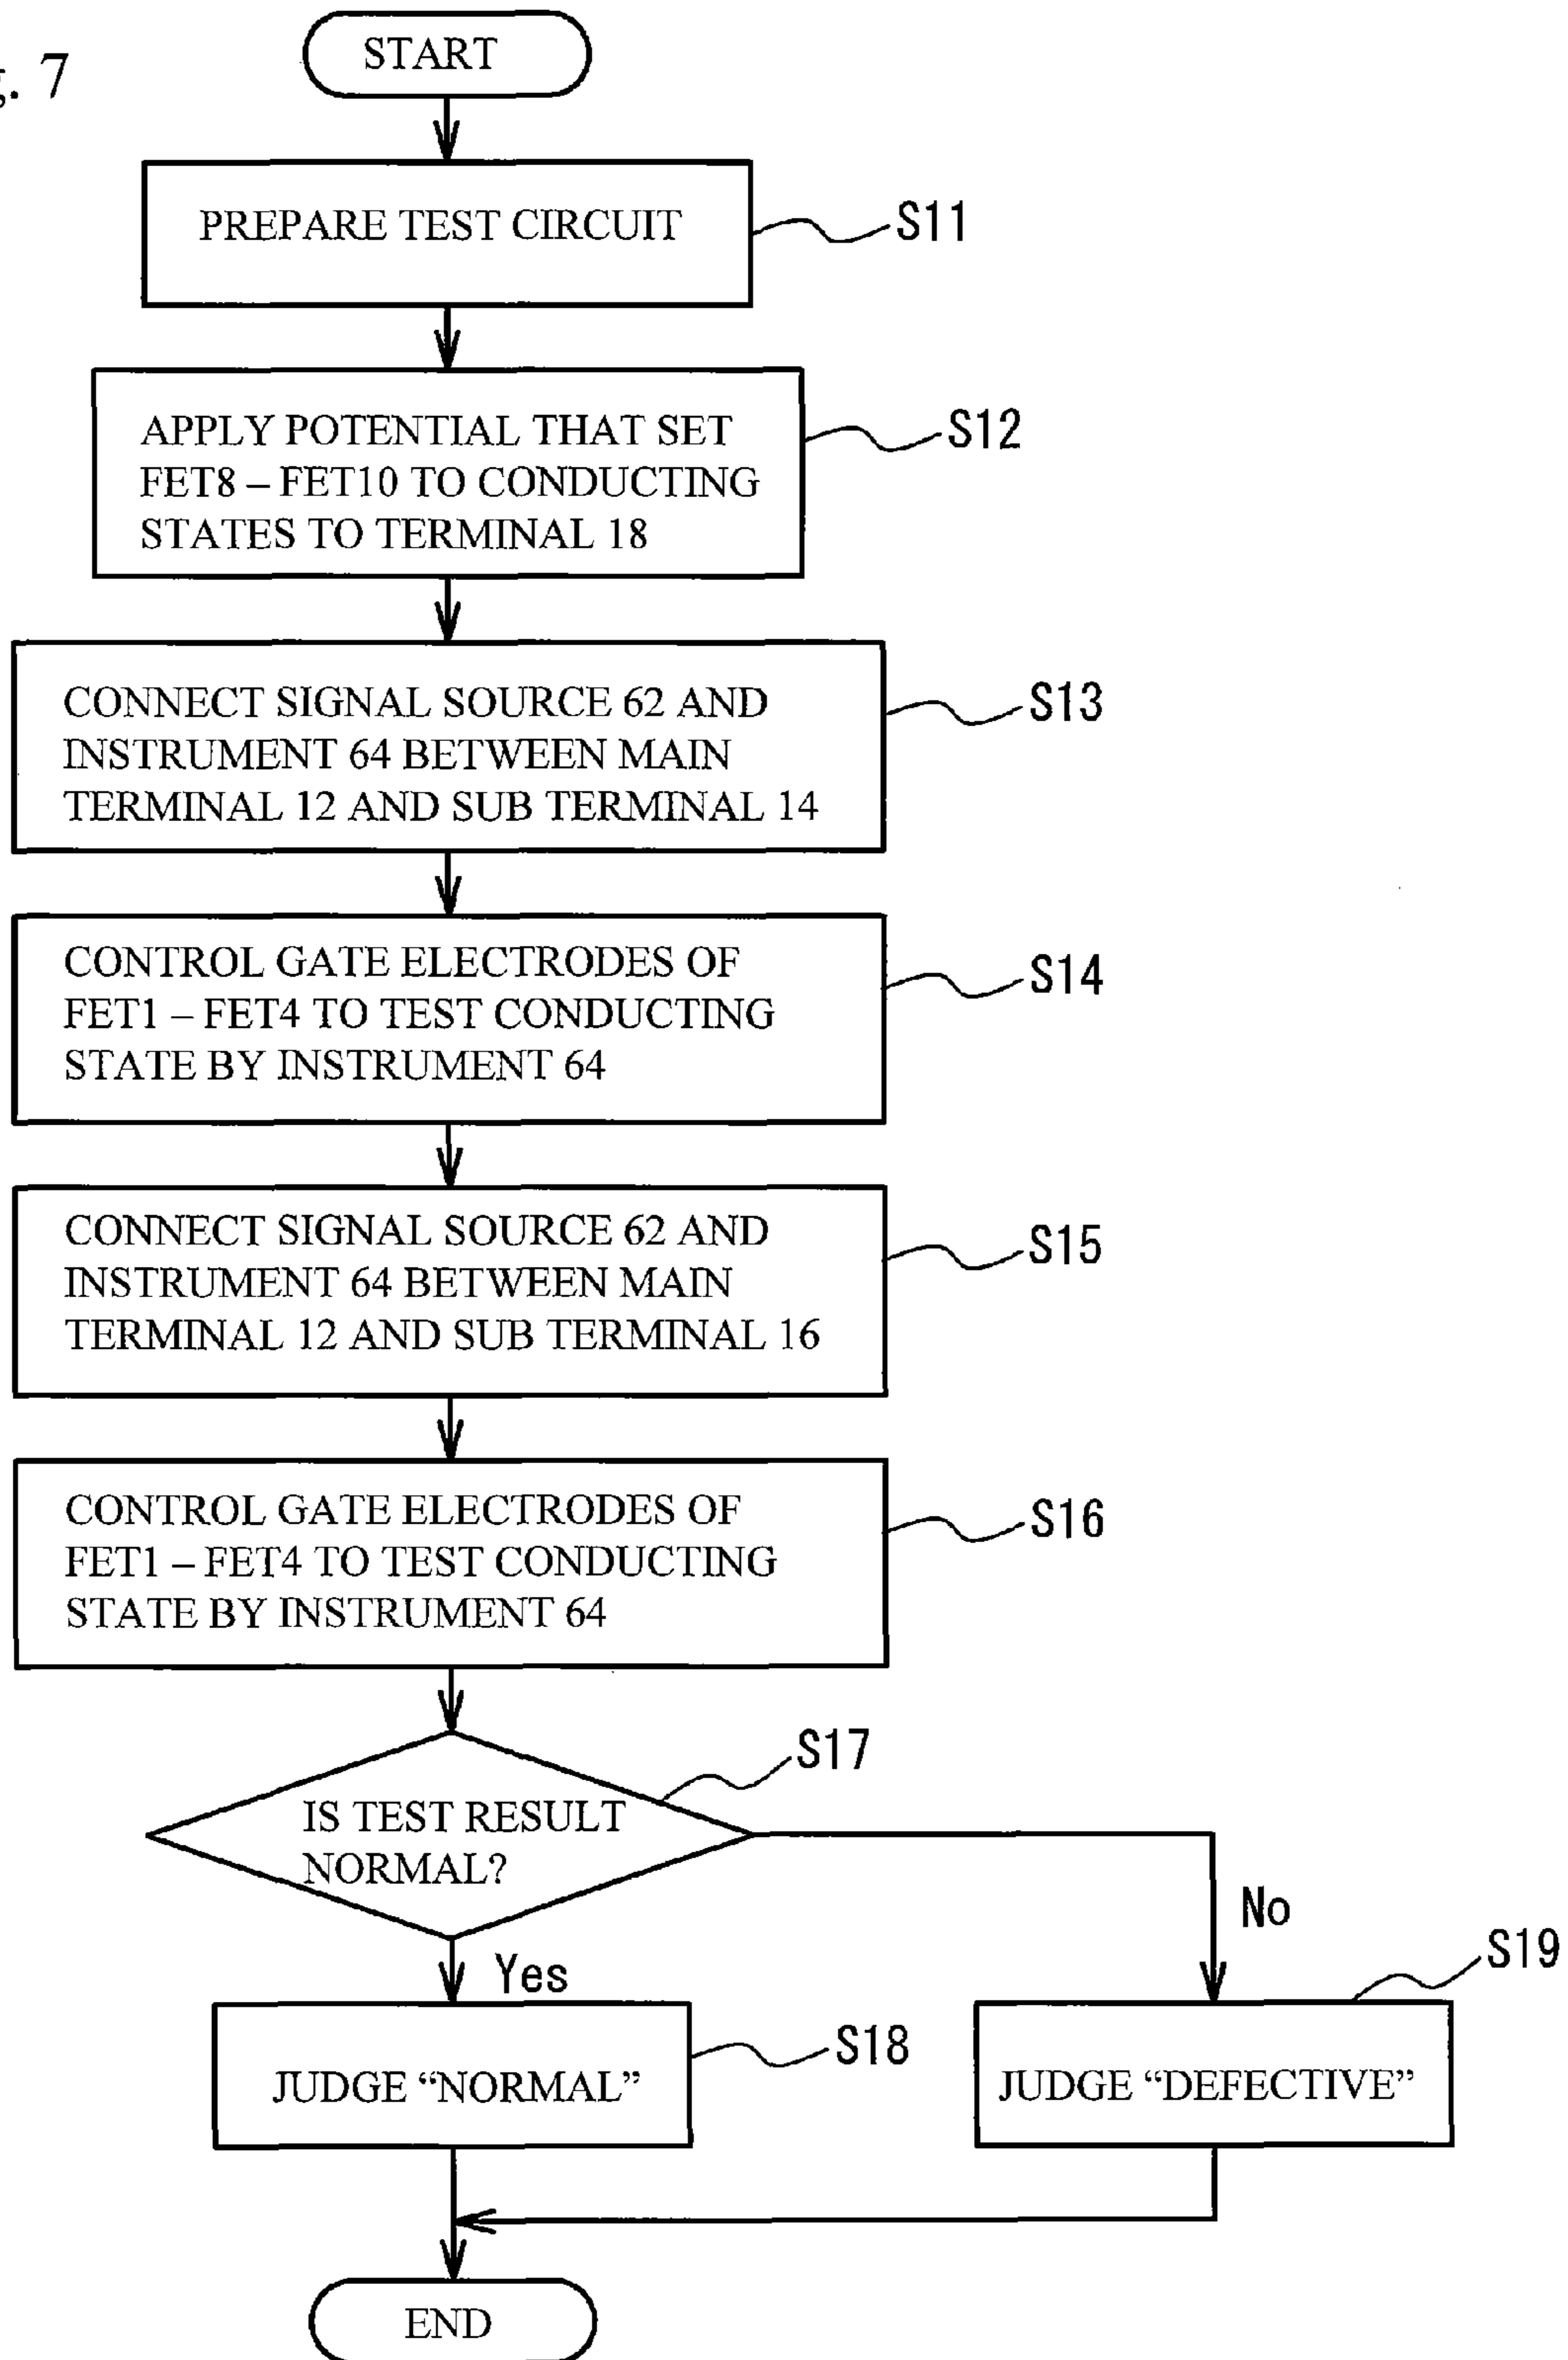 g. 7
START
PREPARE TEST CIRCUIT
S11
APPLY POTENTIAL THAT SET
FET8 – FET10 TO CONDUCTING
STATES TO TERMINAL 18
S12
CONNECT SIGNAL SOURCE 62 AND
INSTRUMENT 64 BETWEEN MAIN
TERMINAL 12 AND SUB TERMINAL 14
S13
CONTROL GATE ELECTRODES OF
FET1 – FET4 TO TEST CONDUCTING
STATE BY INSTRUMENT 64
S14
CONNECT SIGNAL SOURCE 62 AND
INSTRUMENT 64 BETWEEN MAIN
TERMINAL 12 AND SUB TERMINAL 16
S15
CONTROL GATE ELECTRODES OF
FET1 – FET4 TO TEST CONDUCTING
STATE BY INSTRUMENT 64
S16
S17
IS TEST RESULT
NORMAL?
No
Yes
S19
JUDGE “NORMAL”
S18
JUDGE “DEFECTIVE”
END